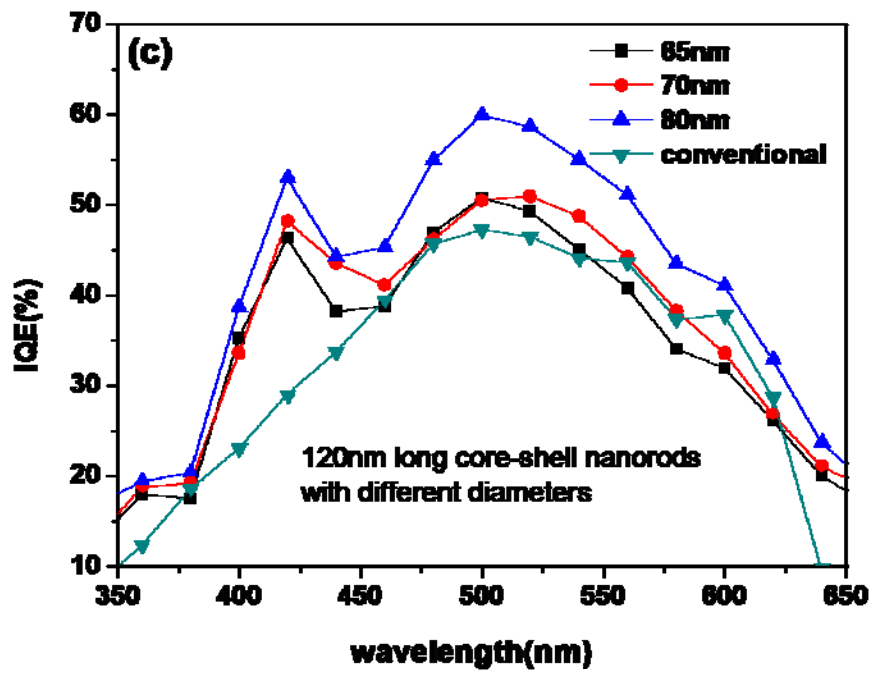 (c)
65nm
70nm
80nm
conventional
70
60
50
40
30
20
10
IQE(%)
120nm long core-shell nanorods
with different diameters
350 400 450 500 550 600 650
wavelength(nm)